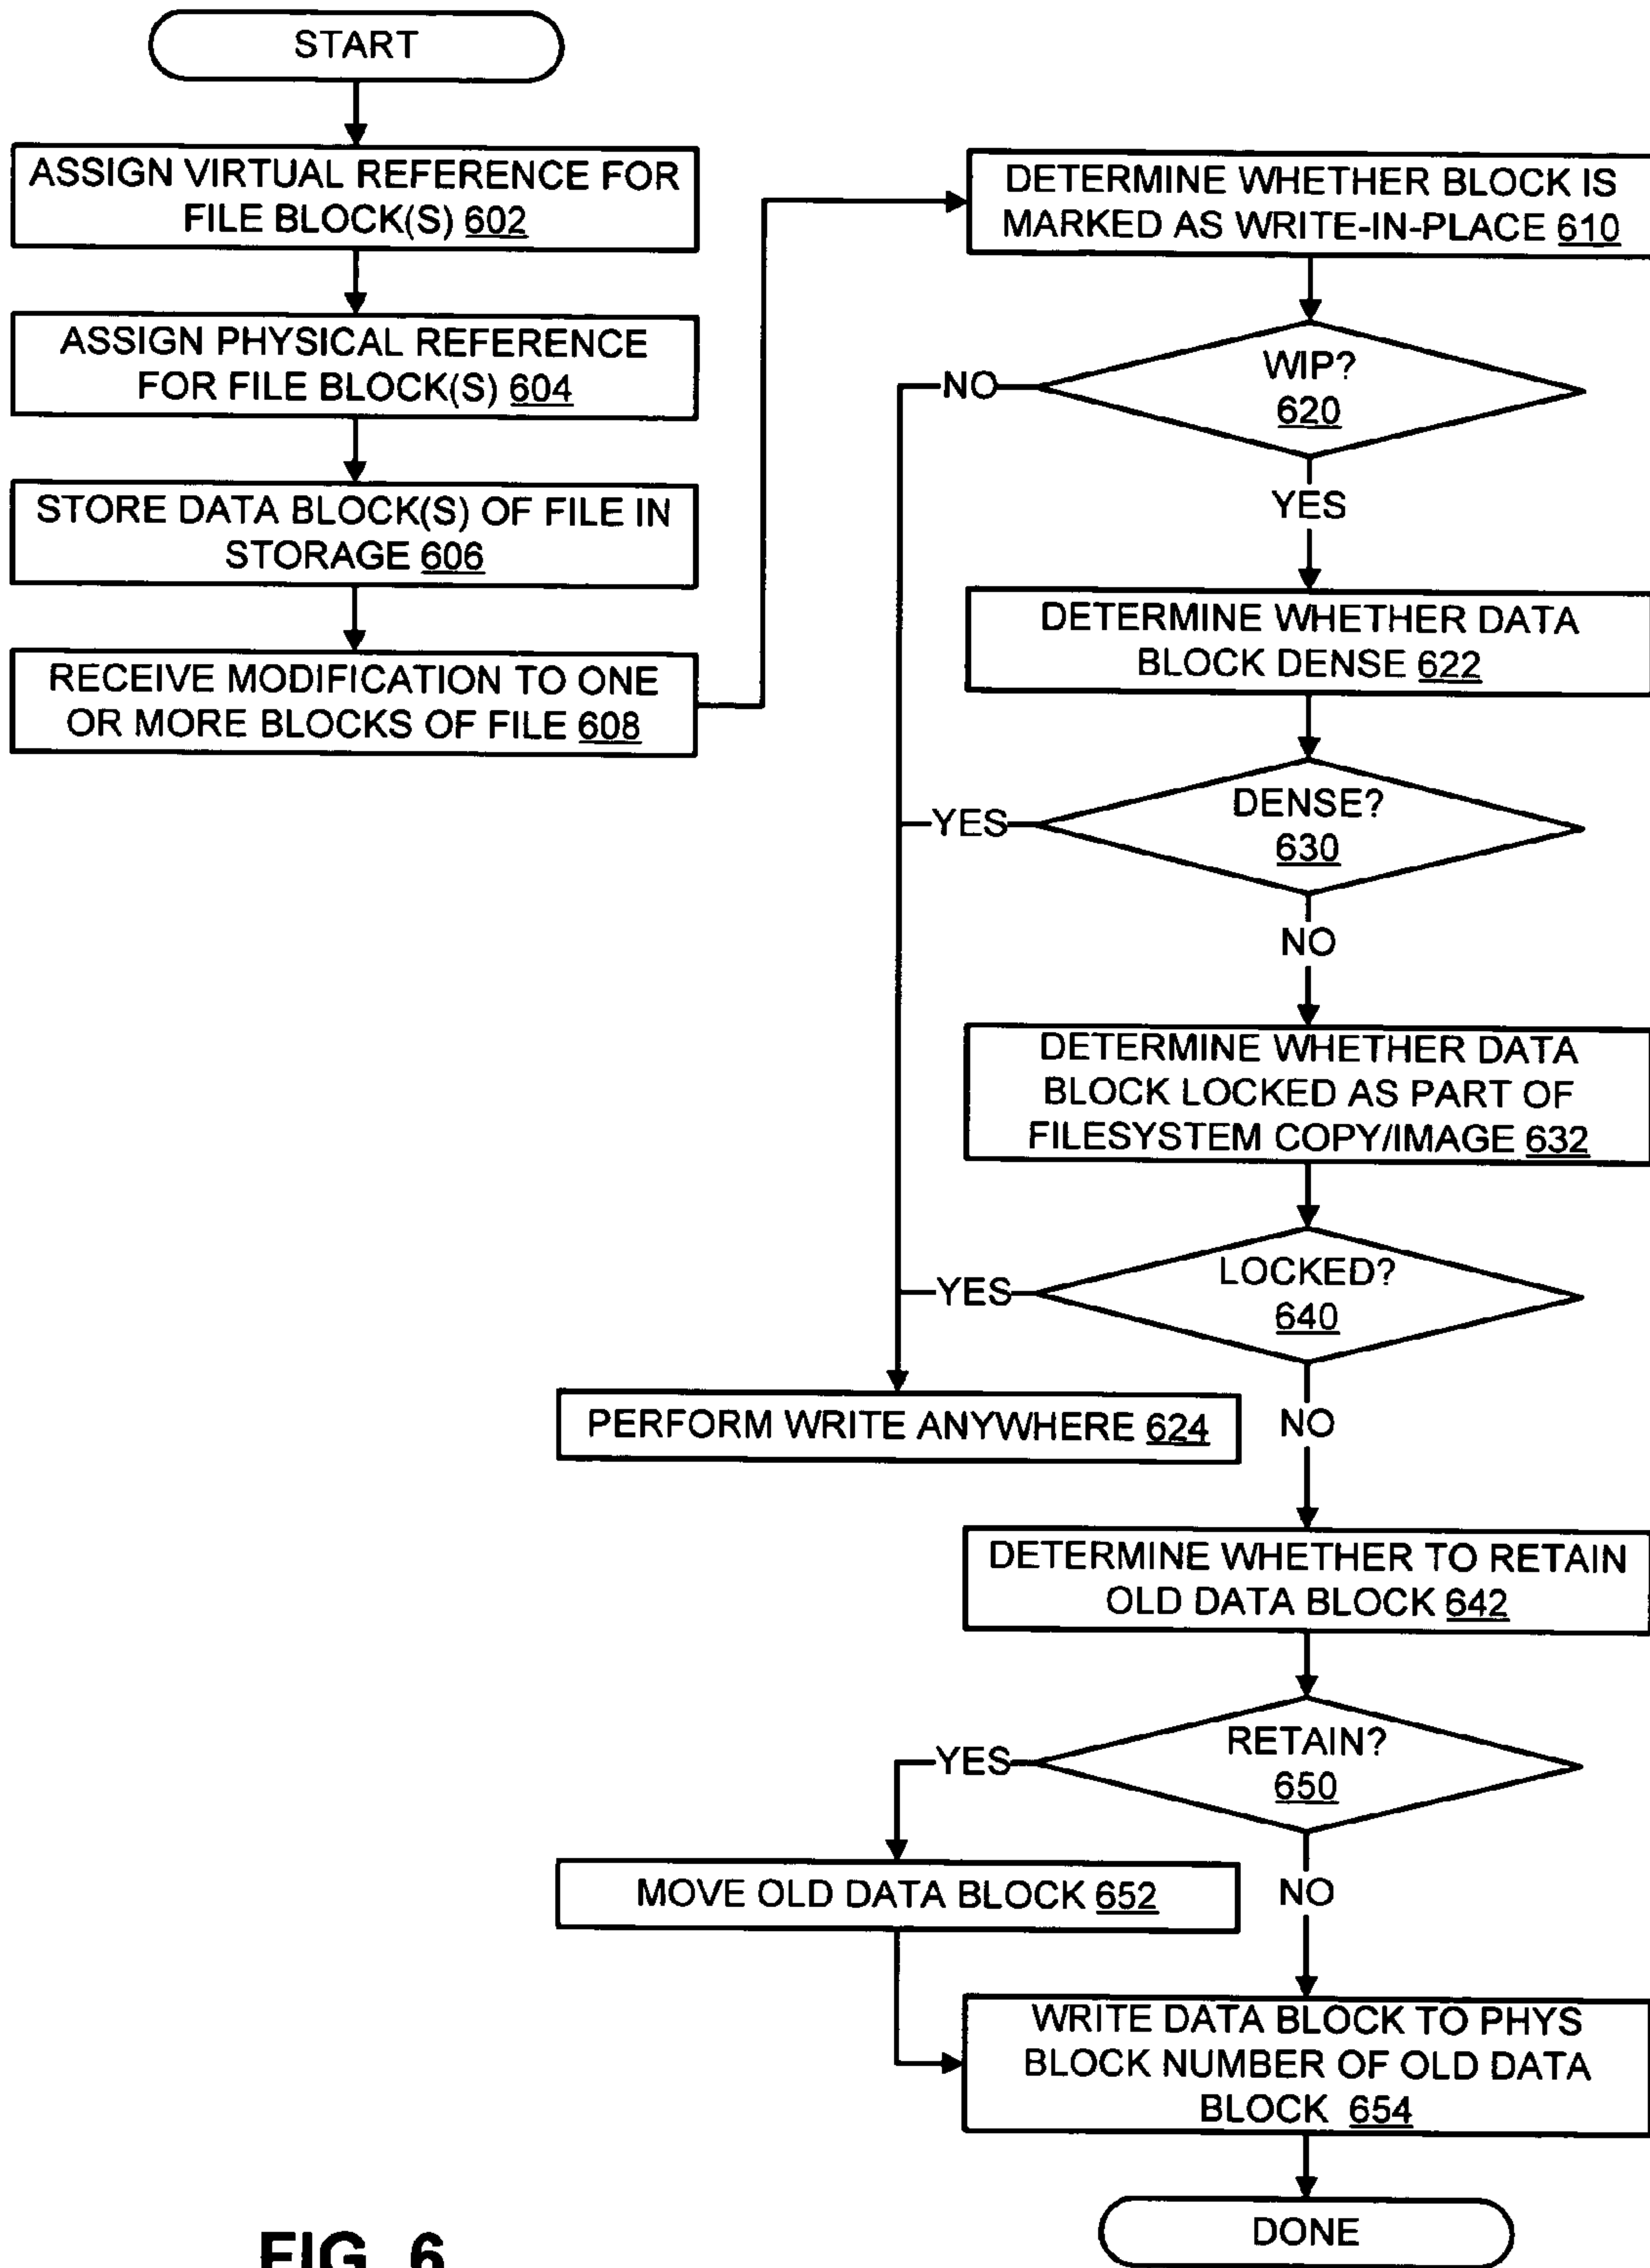 START
ASSIGN VIRTUAL REFERENCE FOR
FILE BLOCK(S) 602
ASSIGN PHYSICAL REFERENCE
FOR FILE BLOCK(S) 604
STORE DATA BLOCK(S) OF FILE IN
STORAGE 606
RECEIVE MODIFICATION TO ONE
OR MORE BLOCKS OF FILE 608
DETERMINE WHETHER BLOCK IS
MARKED AS WRITE-IN-PLACE 610
WIP?
620
NO
YES
DETERMINE WHETHER DATA
BLOCK DENSE 622
DENSE?
630
YES
NO
DETERMINE WHETHER DATA
BLOCK LOCKED AS PART OF
FILESYSTEM COPY/IMAGE 632
LOCKED?
640
YES
NO
PERFORM WRITE ANYWHERE 624
DETERMINE WHETHER TO RETAIN
OLD DATA BLOCK 642
RETAIN?
650
YES
NO
MOVE OLD DATA BLOCK 652
WRITE DATA BLOCK TO PHYS
BLOCK NUMBER OF OLD DATA
BLOCK 654
DONE
FIG. 6